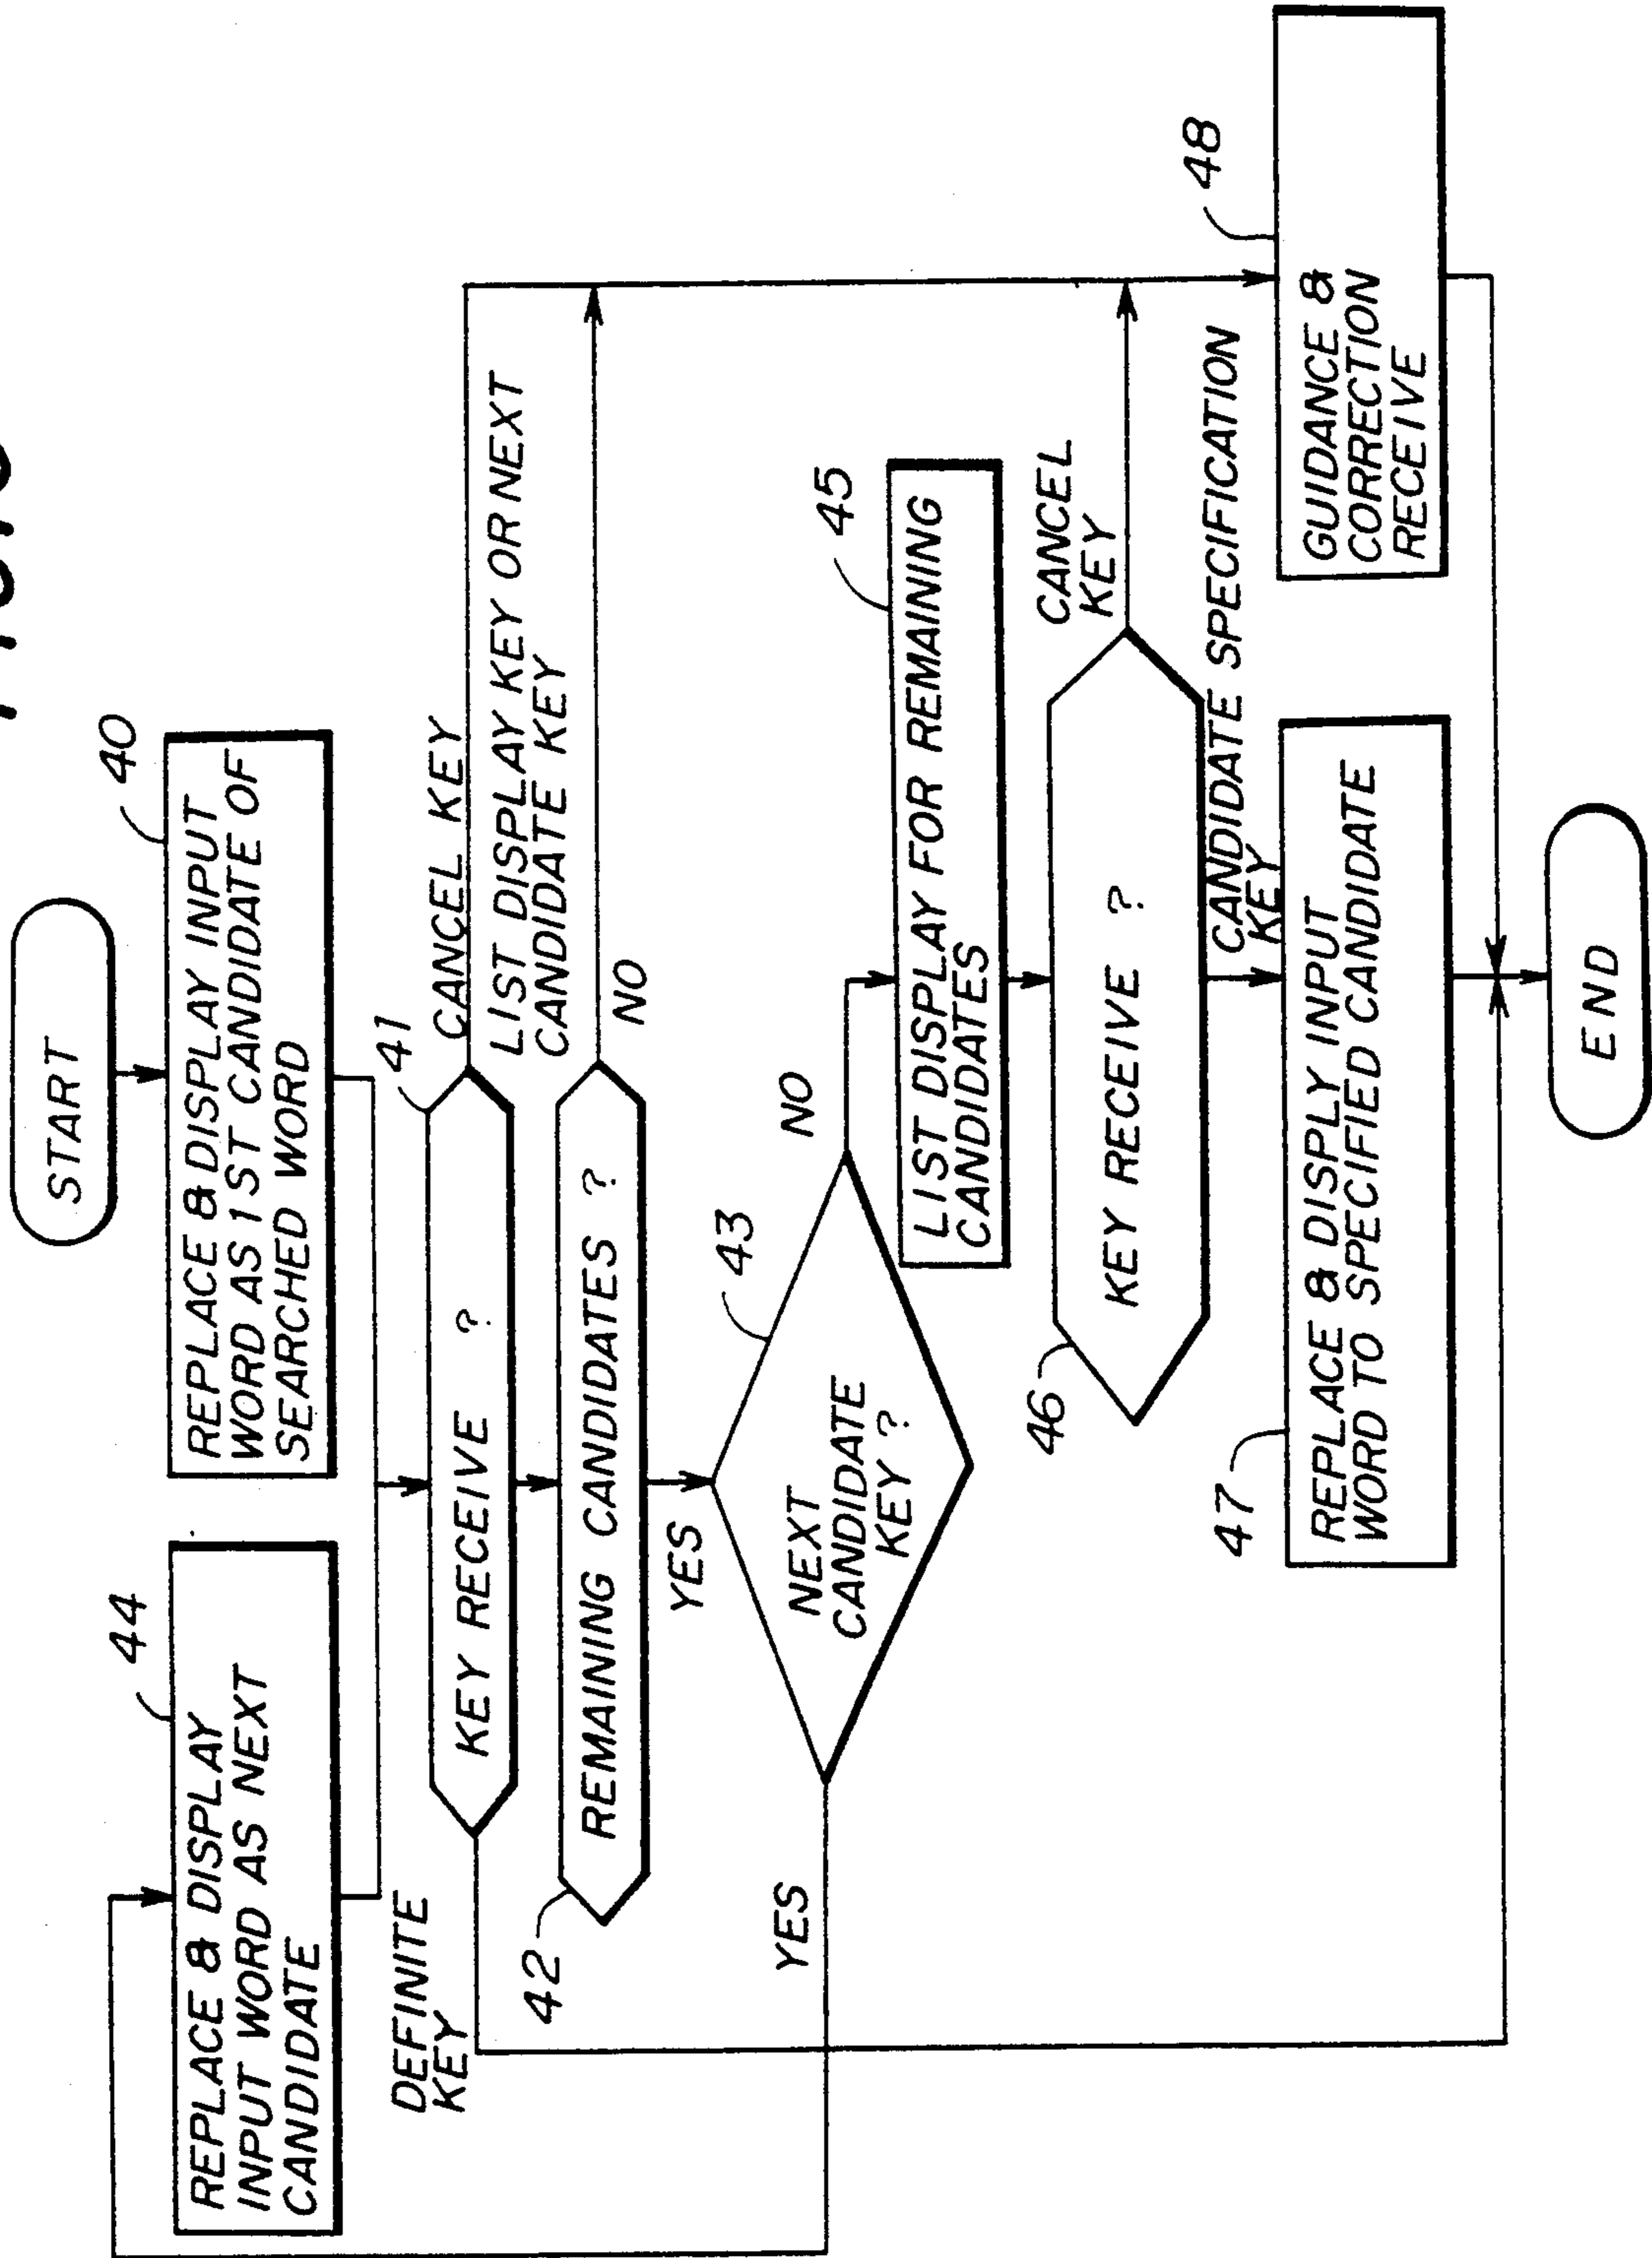 START
40
REPLACE & DISPLAY INPUT
WORD AS 1ST CANDIDATE OF
SEARCHED WORD
44
REPLACE & DISPLAY
INPUT WORD AS NEXT
CANDIDATE
41
KEY RECEIVE ?
DEFINITE
KEY
CANCEL KEY
LIST DISPLAY KEY OR NEXT
CANDIDATE KEY
42
REMAINING CANDIDATES ?
NO
YES
43
NEXT
CANDIDATE
KEY ?
YES
NO
45
LIST DISPLAY FOR REMAINING
CANDIDATES
46
KEY RECEIVE ?
CANCEL
KEY
CANDIDATE SPECIFICATION
KEY
47
REPLACE & DISPLY INPUT
WORD TO SPECIFIED CANDIDATE
48
GUIDANCE &
CORRECTION
RECEIVE
END